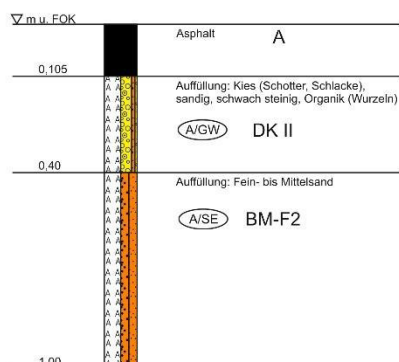 ▽ m u. FOK
Asphalt A
0,105
Auffüllung: Kies (Schotter, Schlacke),
sandig, schwach steinig, Organik (Wurzeln)
A/GW DK II
0,40
Auffüllung: Fein- bis Mittelsand
A/SE BM-F2
1,00